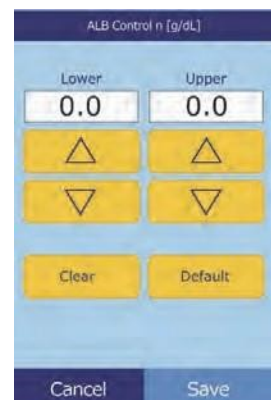 ALB Control n [g/dL]
Lower Upper
0.0 0.0
Clear Default
Cancel Save